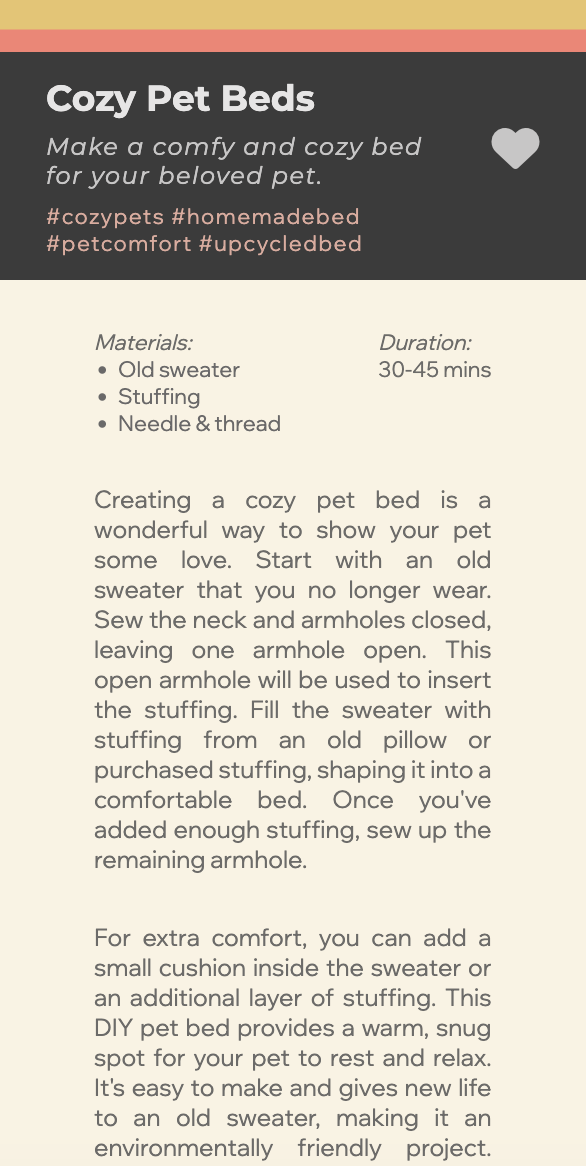 Cozy Pet Beds
Make a comfy and cozy bed
for your beloved pet.
#cozypets #homemadebed
#petcomfort #upcycledbed
Materials:
• Old sweater
• Stuffing
• Needle & thread
Duration:
30-45 mins
Creating a cozy pet bed is a
wonderful way to show your pet
some love. Start with an old
sweater that you no longer wear.
Sew the neck and armholes closed,
leaving one armhole open. This
open armhole will be used to insert
the stuffing. Fill the sweater with
stuffing from an old pillow or
purchased stuffing, shaping it into a
comfortable bed. Once you've
added enough stuffing, sew up the
remaining armhole.
For extra comfort, you can add a
small cushion inside the sweater or
an additional layer of stuffing. This
DIY pet bed provides a warm, snug
spot for your pet to rest and relax.
It's easy to make and gives new life
to an old sweater, making it an
environmentally friendly project.